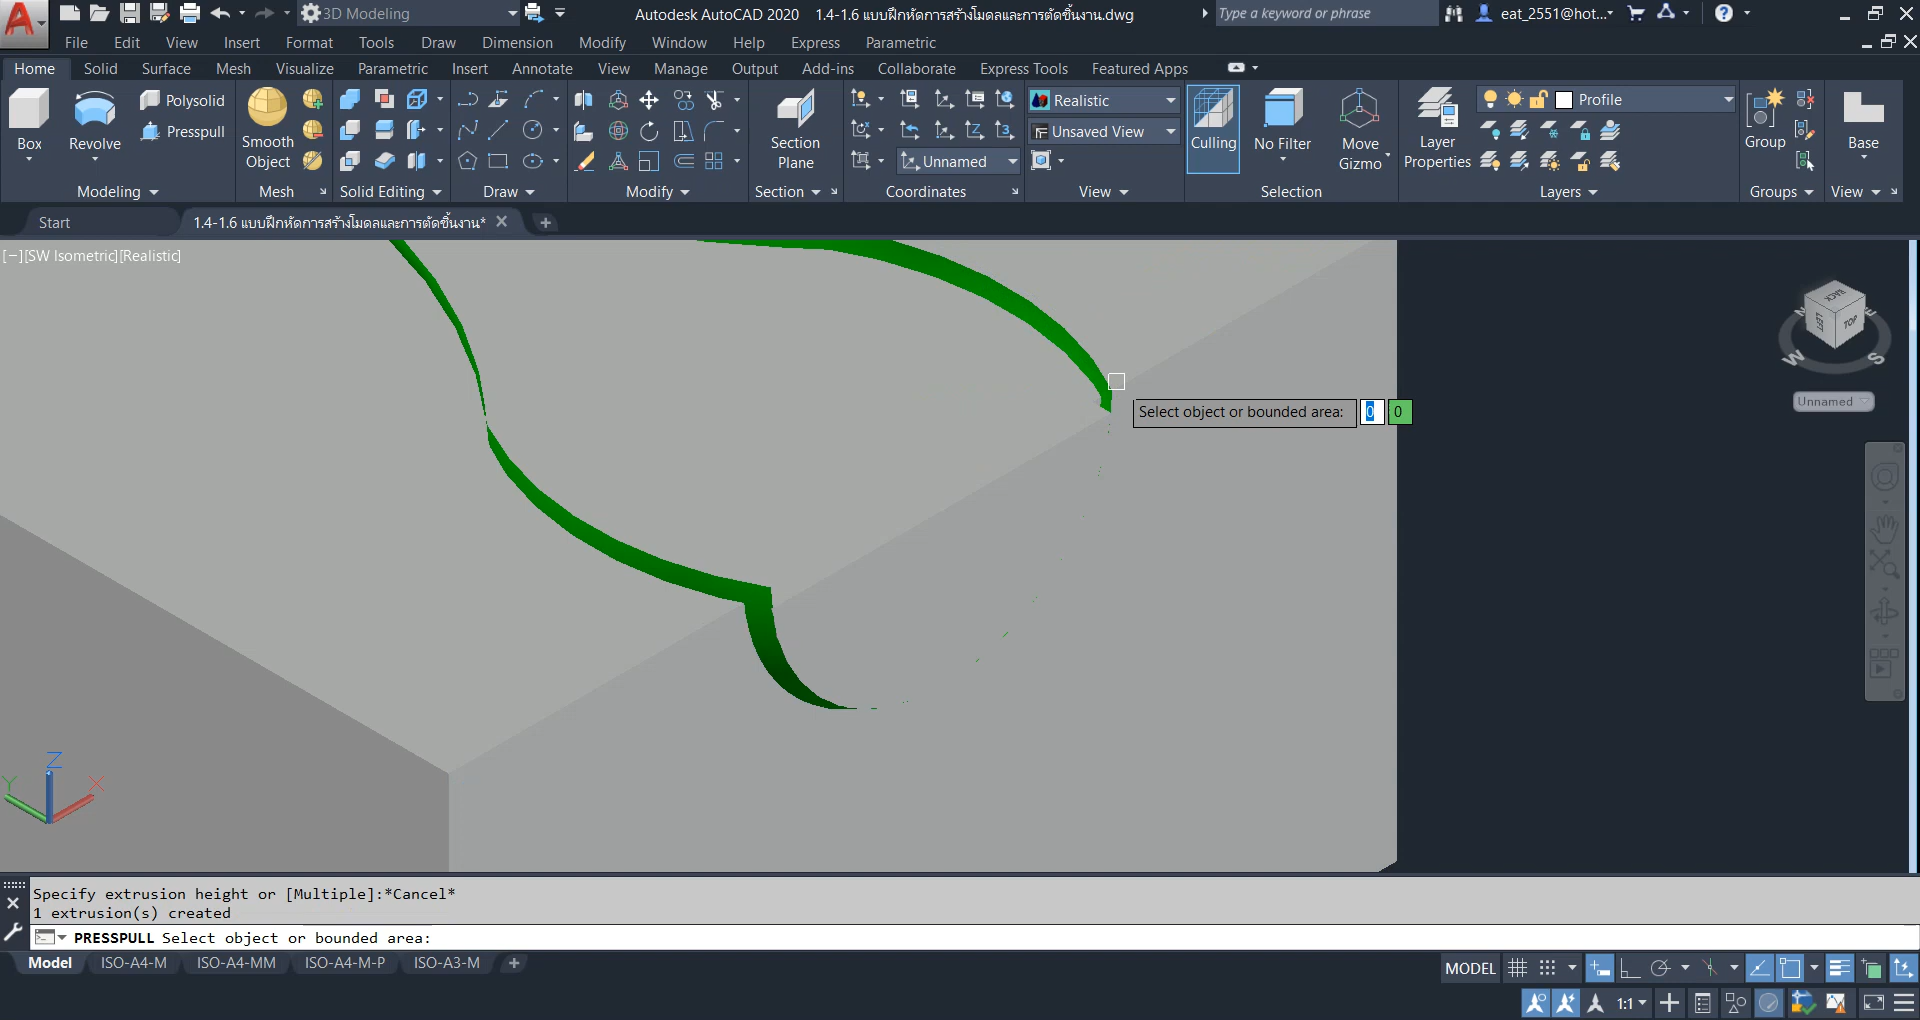 3D Modeling
Autodesk AutoCAD 2020 1.4-1.6 แบบฝึกหัดการสร้างโมดลและการตัดชิ้นงาน.dwg
Type a keyword or phrase
eat_2551@hot...
File Edit View Insert Format Tools Draw Dimension Modify Window Help Express Parametric
Home Solid Surface Mesh Visualize Parametric Insert Annotate View Manage Output Add-ins Collaborate Express Tools Featured Apps
Box
Revolve
Polysolid
Presspull
Smooth
Object
Section
Plane
Unnamed
Realistic
Unsaved View
Culling
No Filter
Move
Gizmo
Layer
Properties
Profile
Group
Base
Modeling Mesh Solid Editing Draw Modify Section Coordinates View Selection Layers Groups View
Start
1.4-1.6 แบบฝึกหัดการสร้างโมดลและการตัดชิ้นงาน*
[−][SW Isometric][Realistic]
BACK
LEFT
TOP
N
E
W
S
Unnamed
Select object or bounded area: 0 0
Z
Y
X
Specify extrusion height or [Multiple]:*Cancel*
1 extrusion(s) created
PRESSPULL Select object or bounded area:
Model ISO-A4-M ISO-A4-MM ISO-A4-M-P ISO-A3-M
MODEL
1:1